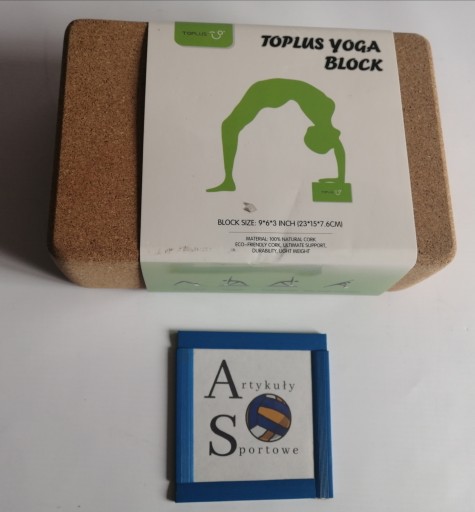 TOPLUS
TOPLUS YOGA
BLOCK
BLOCK SIZE: 9*6*3 INCH (23*15*7.6CM)
MATERIAL: 100% NATURAL CORK
ECO-FRIENDLY CORK, ULTIMATE SUPPORT,
DURABILITY, LIGHT WEIGHT
Artykuły
Sportowe